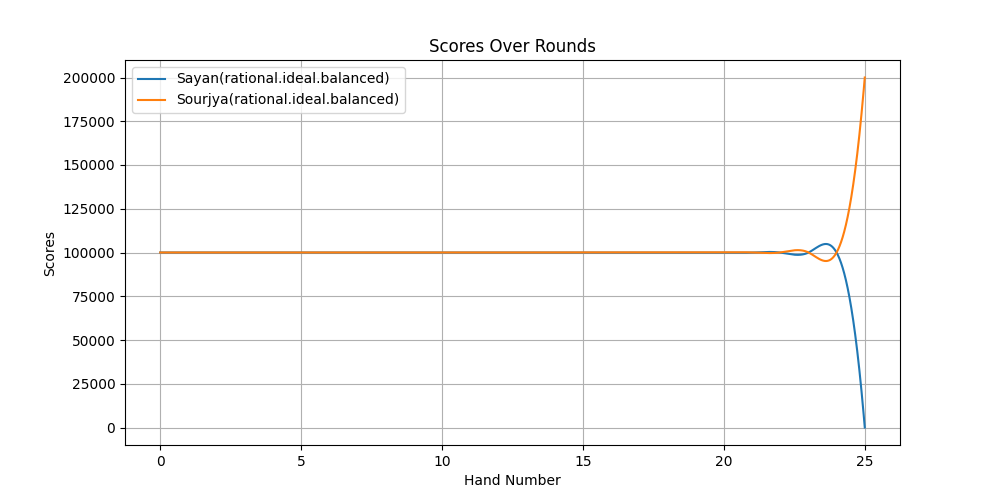 Scores Over Rounds
Sayan(rational.ideal.balanced)
Sourjya(rational.ideal.balanced)
200000
175000
150000
125000
100000
75000
50000
25000
0
Scores
0 5 10 15 20 25
Hand Number